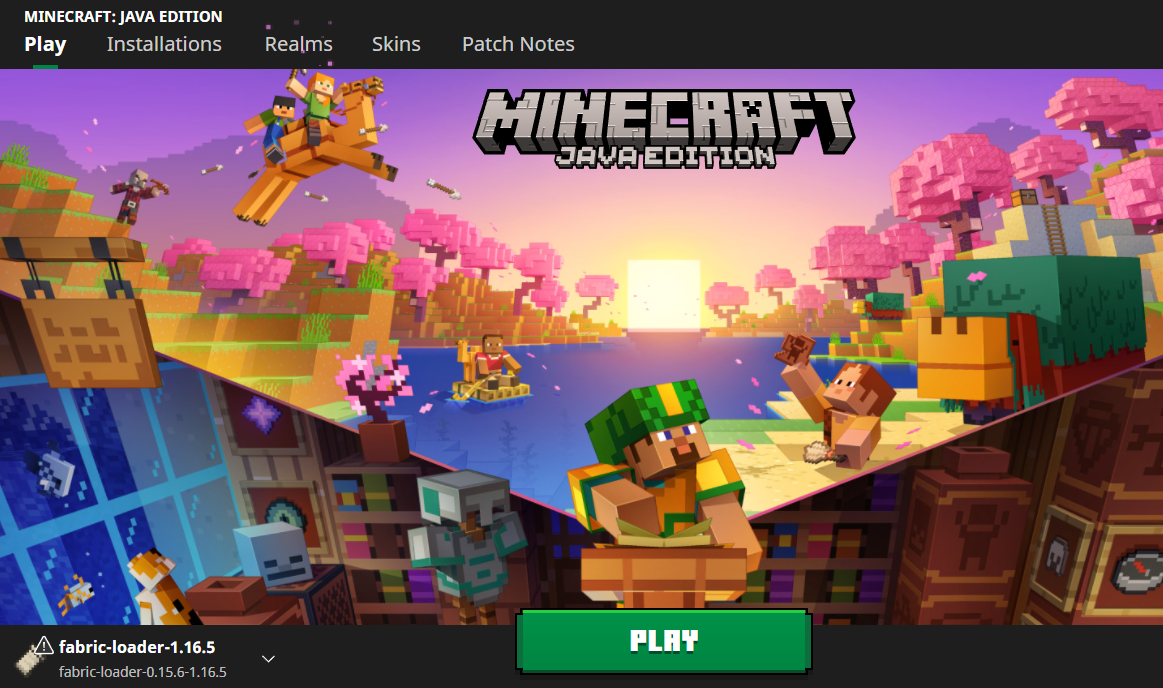 MINECRAFT: JAVA EDITION
Play Installations Realms Skins Patch Notes
MINECRAFT
JAVA EDITION
PLAY
fabric-loader-1.16.5
fabric-loader-0.15.6-1.16.5